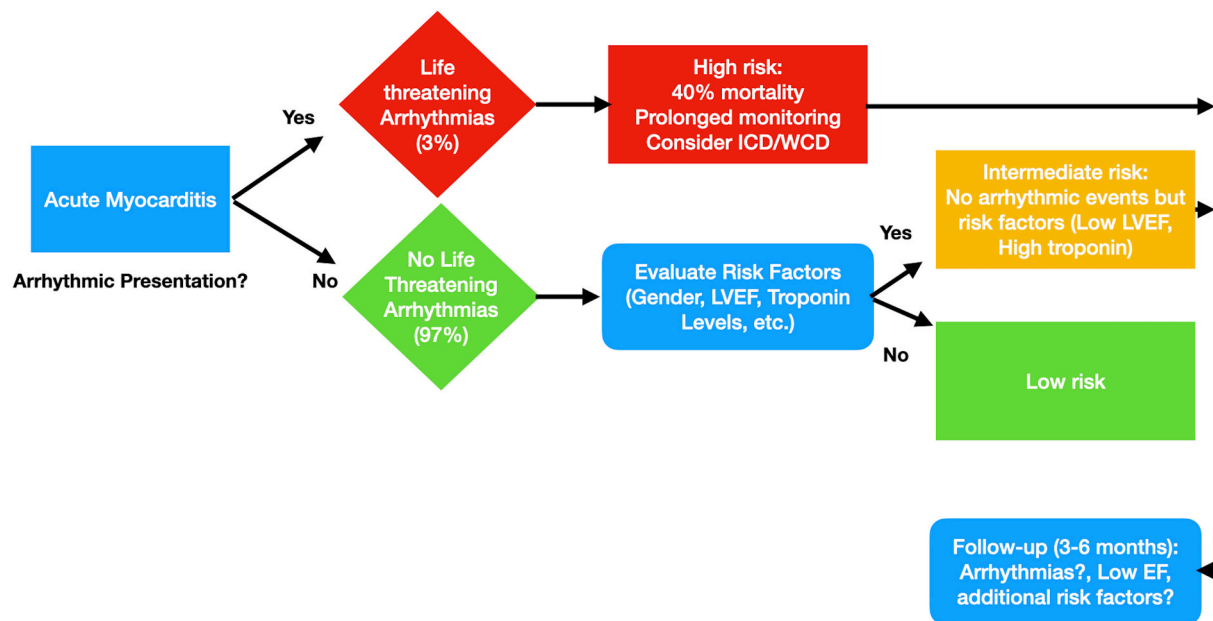 Life
threatening
Arrhythmias
(3%)
High risk:
40% mortality
Prolonged monitoring
Consider ICD/WCD
Yes
Acute Myocarditis
Arrhythmic Presentation?
No
No Life
Threatening
Arrhythmias
(97%)
Evaluate Risk Factors
(Gender, LVEF, Troponin
Levels, etc.)
Yes
Intermediate risk:
No arrhythmic events but
risk factors (Low LVEF,
High troponin)
No
Low risk
Follow-up (3-6 months):
Arrhythmias?, Low EF,
additional risk factors?